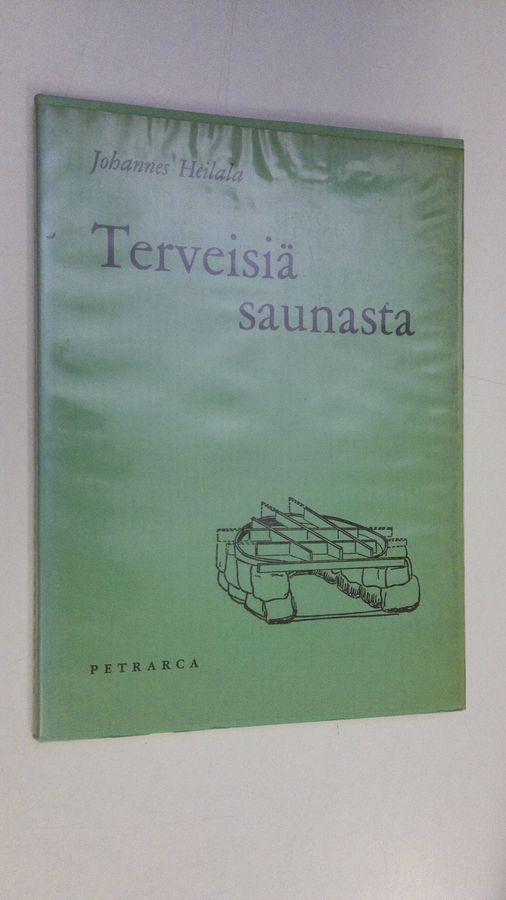 Johannes Heilala
Terveisiä
saunasta
PETRARCA